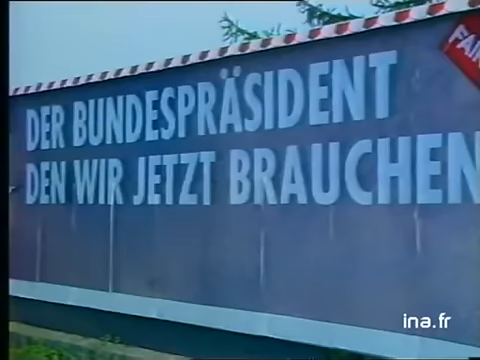 DER BUNDESPRÄSIDENT
DEN WIR JETZT BRAUCHEN
ina.fr